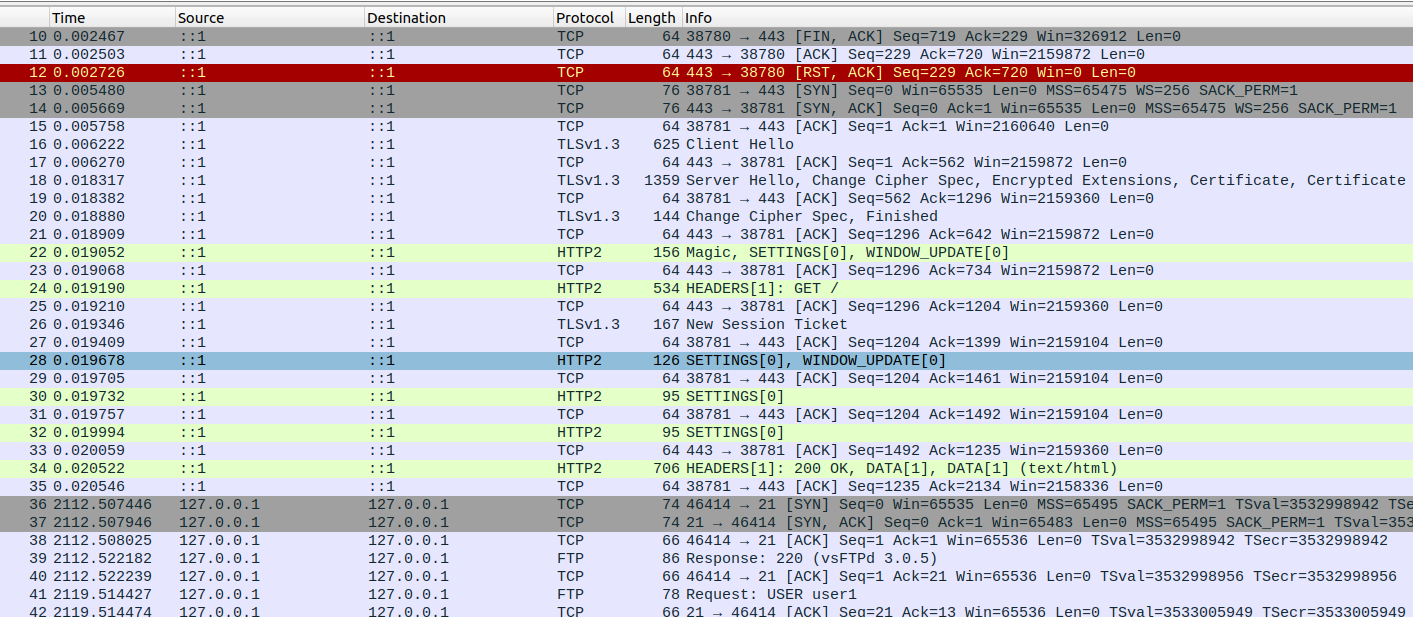 Time Source Destination Protocol Length Info
10 0.002467 ::1 ::1 TCP 64 38780 → 443 [FIN, ACK] Seq=719 Ack=229 Win=326912 Len=0
11 0.002503 ::1 ::1 TCP 64 443 → 38780 [ACK] Seq=229 Ack=720 Win=2159872 Len=0
12 0.002726 ::1 ::1 TCP 64 443 → 38780 [RST, ACK] Seq=229 Ack=720 Win=0 Len=0
13 0.005480 ::1 ::1 TCP 76 38781 → 443 [SYN] Seq=0 Win=65535 Len=0 MSS=65475 WS=256 SACK_PERM=1
14 0.005669 ::1 ::1 TCP 76 443 → 38781 [SYN, ACK] Seq=0 Ack=1 Win=65535 Len=0 MSS=65475 WS=256 SACK_PERM=1
15 0.005758 ::1 ::1 TCP 64 38781 → 443 [ACK] Seq=1 Ack=1 Win=2160640 Len=0
16 0.006222 ::1 ::1 TLSv1.3 625 Client Hello
17 0.006270 ::1 ::1 TCP 64 443 → 38781 [ACK] Seq=1 Ack=562 Win=2159872 Len=0
18 0.018317 ::1 ::1 TLSv1.3 1359 Server Hello, Change Cipher Spec, Encrypted Extensions, Certificate, Certificate
19 0.018382 ::1 ::1 TCP 64 38781 → 443 [ACK] Seq=562 Ack=1296 Win=2159360 Len=0
20 0.018880 ::1 ::1 TLSv1.3 144 Change Cipher Spec, Finished
21 0.018909 ::1 ::1 TCP 64 443 → 38781 [ACK] Seq=1296 Ack=642 Win=2159872 Len=0
22 0.019052 ::1 ::1 HTTP2 156 Magic, SETTINGS[0], WINDOW_UPDATE[0]
23 0.019068 ::1 ::1 TCP 64 443 → 38781 [ACK] Seq=1296 Ack=734 Win=2159872 Len=0
24 0.019190 ::1 ::1 HTTP2 534 HEADERS[1]: GET /
25 0.019210 ::1 ::1 TCP 64 443 → 38781 [ACK] Seq=1296 Ack=1204 Win=2159360 Len=0
26 0.019346 ::1 ::1 TLSv1.3 167 New Session Ticket
27 0.019409 ::1 ::1 TCP 64 38781 → 443 [ACK] Seq=1204 Ack=1399 Win=2159104 Len=0
28 0.019678 ::1 ::1 HTTP2 126 SETTINGS[0], WINDOW_UPDATE[0]
29 0.019705 ::1 ::1 TCP 64 38781 → 443 [ACK] Seq=1204 Ack=1461 Win=2159104 Len=0
30 0.019732 ::1 ::1 HTTP2 95 SETTINGS[0]
31 0.019757 ::1 ::1 TCP 64 38781 → 443 [ACK] Seq=1204 Ack=1492 Win=2159104 Len=0
32 0.019994 ::1 ::1 HTTP2 95 SETTINGS[0]
33 0.020059 ::1 ::1 TCP 64 443 → 38781 [ACK] Seq=1492 Ack=1235 Win=2159360 Len=0
34 0.020522 ::1 ::1 HTTP2 706 HEADERS[1]: 200 OK, DATA[1], DATA[1] (text/html)
35 0.020546 ::1 ::1 TCP 64 38781 → 443 [ACK] Seq=1235 Ack=2134 Win=2158336 Len=0
36 2112.507446 127.0.0.1 127.0.0.1 TCP 74 46414 → 21 [SYN] Seq=0 Win=65535 Len=0 MSS=65495 SACK_PERM=1 TSval=3532998942 TSe
37 2112.507946 127.0.0.1 127.0.0.1 TCP 74 21 → 46414 [SYN, ACK] Seq=0 Ack=1 Win=65483 Len=0 MSS=65495 SACK_PERM=1 TSval=353
38 2112.508025 127.0.0.1 127.0.0.1 TCP 66 46414 → 21 [ACK] Seq=1 Ack=1 Win=65536 Len=0 TSval=3532998942 TSecr=3532998942
39 2112.522182 127.0.0.1 127.0.0.1 FTP 86 Response: 220 (vsFTPd 3.0.5)
40 2112.522239 127.0.0.1 127.0.0.1 TCP 66 46414 → 21 [ACK] Seq=1 Ack=21 Win=65536 Len=0 TSval=3532998956 TSecr=3532998956
41 2119.514427 127.0.0.1 127.0.0.1 FTP 78 Request: USER user1
42 2119.514474 127.0.0.1 127.0.0.1 TCP 66 21 → 46414 [ACK] Seq=21 Ack=13 Win=65536 Len=0 TSval=3533005949 TSecr=3533005949